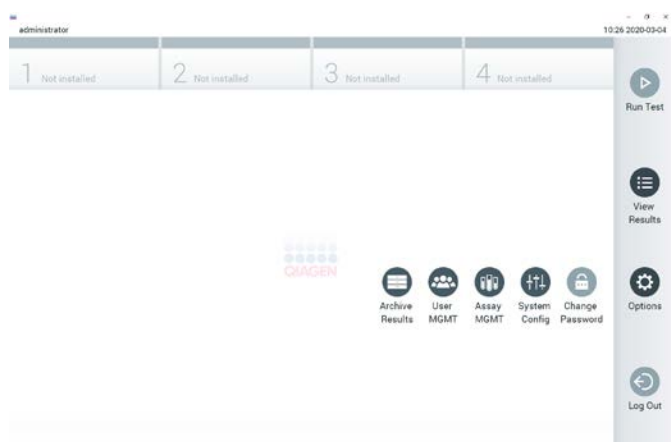 administrator
10:26 2020-03-04
1 Not installed
2 Not installed
3 Not installed
4 Not installed
Run Test
View
Results
QIAGEN
Archive
Results
User
MGMT
Assay
MGMT
System
Config
Change
Password
Options
Log Out